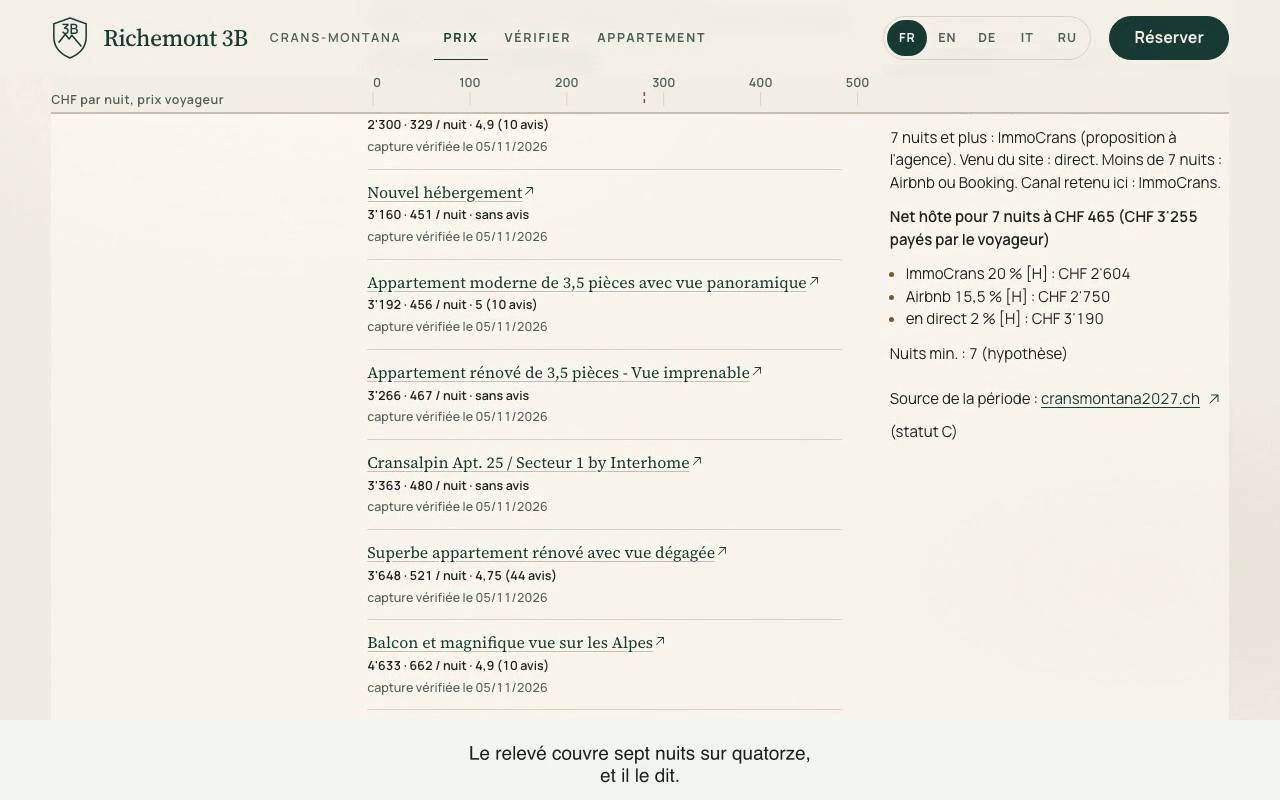 3B
Richemont 3B
CRANS-MONTANA
PRIX
VÉRIFIER
APPARTEMENT
FR
EN
DE
IT
RU
Réserver
CHF par nuit, prix voyageur
0
100
200
300
400
500
2'300 · 329 / nuit · 4,9 (10 avis)
capture vérifiée le 05/11/2026
Nouvel hébergement↗
3'160 · 451 / nuit · sans avis
capture vérifiée le 05/11/2026
Appartement moderne de 3,5 pièces avec vue panoramique↗
3'192 · 456 / nuit · 5 (10 avis)
capture vérifiée le 05/11/2026
Appartement rénové de 3,5 pièces - Vue imprenable↗
3'266 · 467 / nuit · sans avis
capture vérifiée le 05/11/2026
Cransalpin Apt. 25 / Secteur 1 by Interhome↗
3'363 · 480 / nuit · sans avis
capture vérifiée le 05/11/2026
Superbe appartement rénové avec vue dégagée↗
3'648 · 521 / nuit · 4,75 (44 avis)
capture vérifiée le 05/11/2026
Balcon et magnifique vue sur les Alpes↗
4'633 · 662 / nuit · 4,9 (10 avis)
capture vérifiée le 05/11/2026
7 nuits et plus : ImmoCrans (proposition à
l'agence). Venu du site : direct. Moins de 7 nuits :
Airbnb ou Booking. Canal retenu ici : ImmoCrans.
Net hôte pour 7 nuits à CHF 465 (CHF 3'255
payés par le voyageur)
• ImmoCrans 20 % [H] : CHF 2'604
• Airbnb 15,5 % [H] : CHF 2'750
• en direct 2 % [H] : CHF 3'190
Nuits min. : 7 (hypothèse)
Source de la période : cransmontana2027.ch ↗
(statut C)
Le relevé couvre sept nuits sur quatorze,
et il le dit.